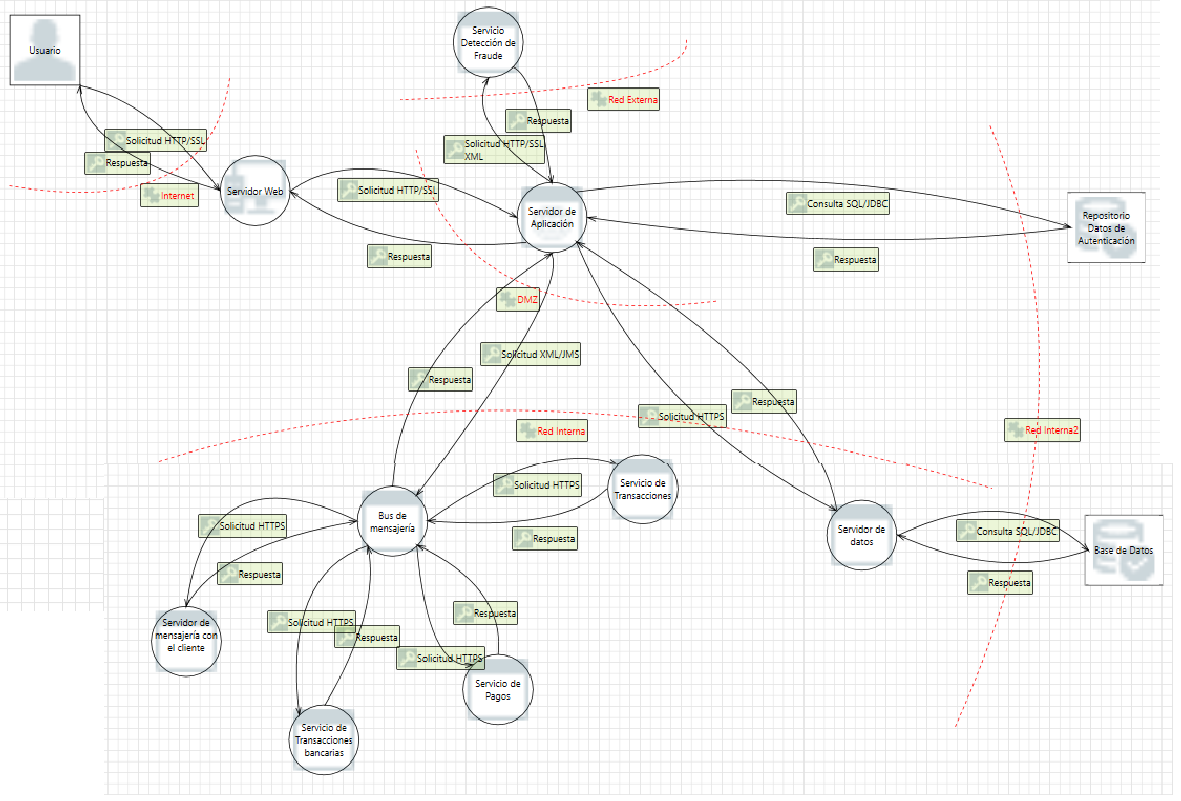 Usuario
Servicio
Detección de
Fraude
Red Externa
Respuesta
Solicitud HTTP/SSL
Solicitud HTTP/SSL
XML
Respuesta
Internet
Servidor Web
Solicitud HTTP/SSL
Servidor de
Aplicación
Consulta SQL/JDBC
Repositorio
Datos de
Autenticación
Respuesta
Respuesta
DMZ
Solicitud XML/JMS
Respuesta
Respuesta
Solicitud HTTPS
Red Interna
Red Interna2
Solicitud HTTPS
Servicio de
Transacciones
Bus de
mensajería
Solicitud HTTPS
Respuesta
Servidor de
datos
Consulta SQL/JDBC
Base de Datos
Respuesta
Respuesta
Servidor de
mensajería con
el cliente
Solicitud HTTPS
Respuesta
Respuesta
Solicitud HTTPS
Servicio de
Pagos
Servicio de
Transacciones
bancarias